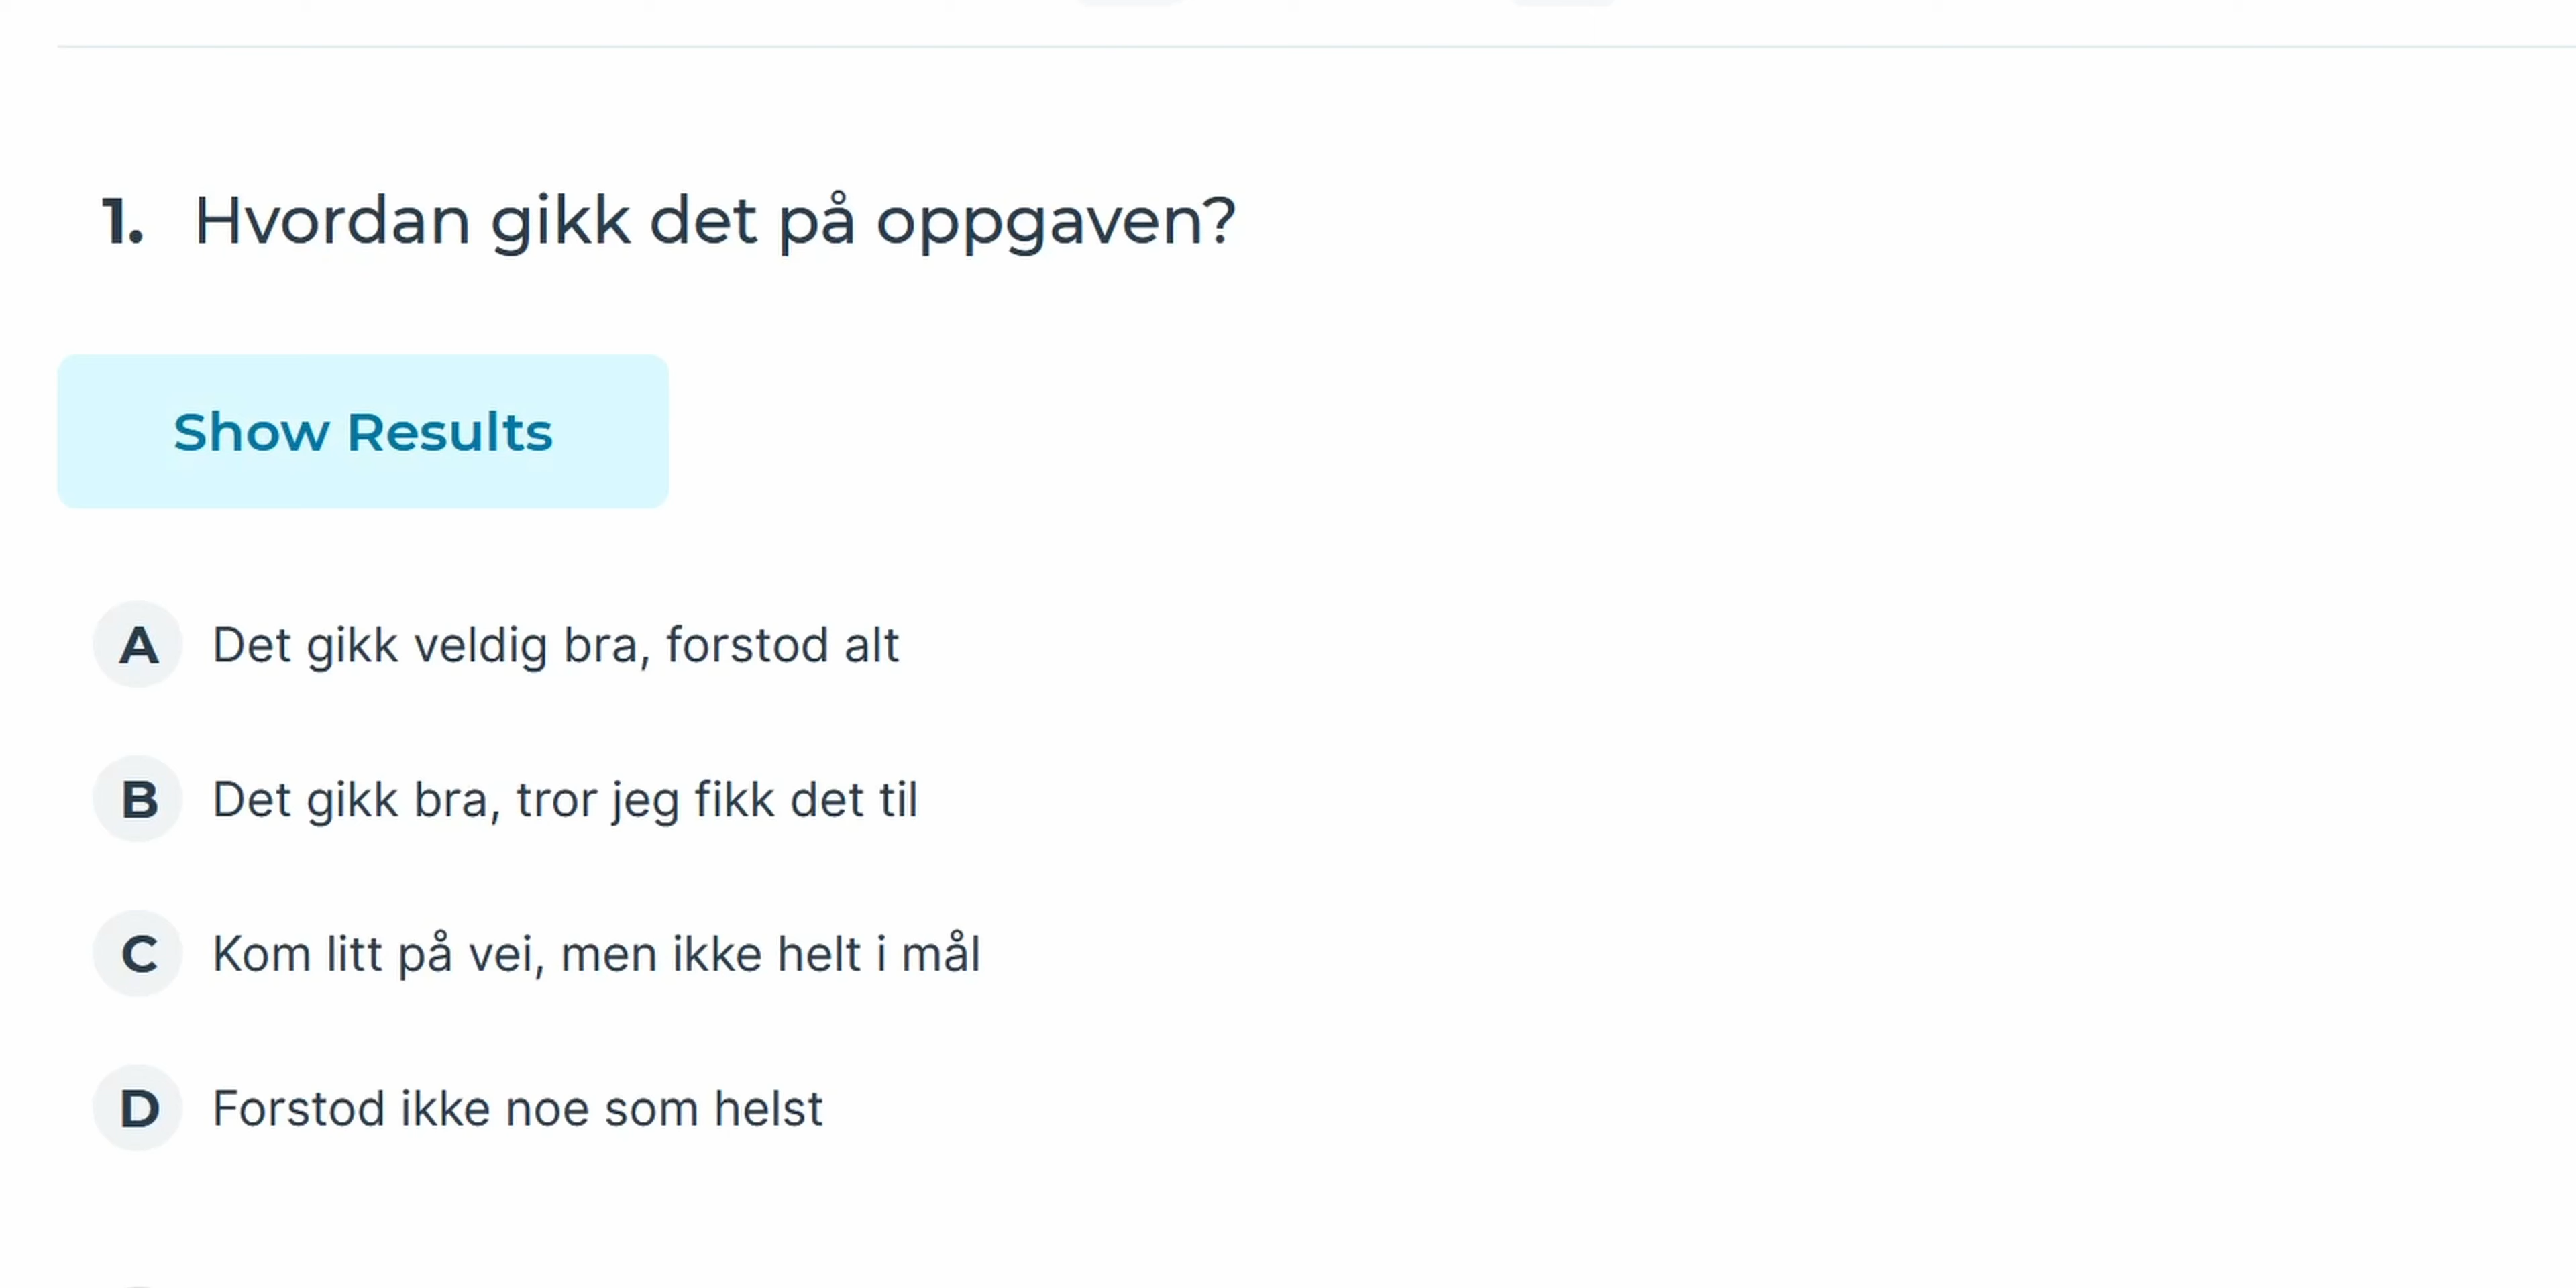 1. Hvordan gikk det på oppgaven?
Show Results
A Det gikk veldig bra, forstod alt
B Det gikk bra, tror jeg fikk det til
C Kom litt på vei, men ikke helt i mål
D Forstod ikke noe som helst